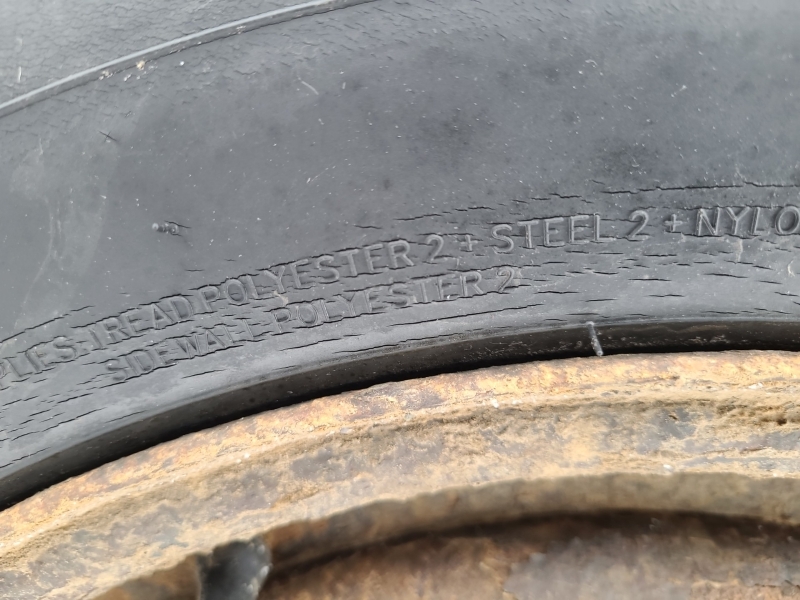 PLIES-TREAD POLYESTER 2 + STEEL 2 + NYLO
SIDEWALL-POLYESTER 2